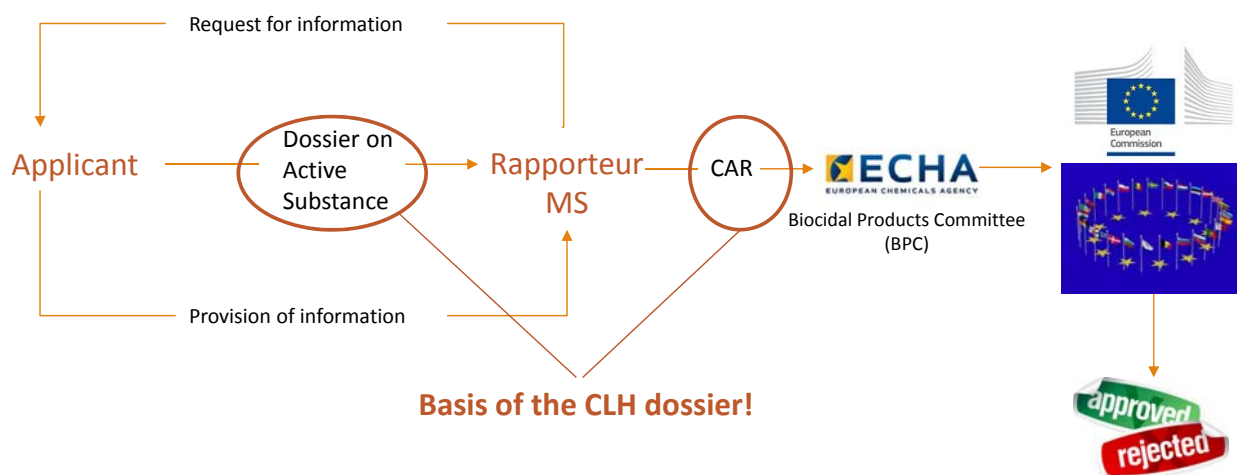 Request for information
Applicant
Dossier on
Active
Substance
Rapporteur
MS
CAR
ECHA
EUROPEAN CHEMICALS AGENCY
Biocidal Products Committee
(BPC)
European
Commission
Provision of information
Basis of the CLH dossier!
approved
rejected